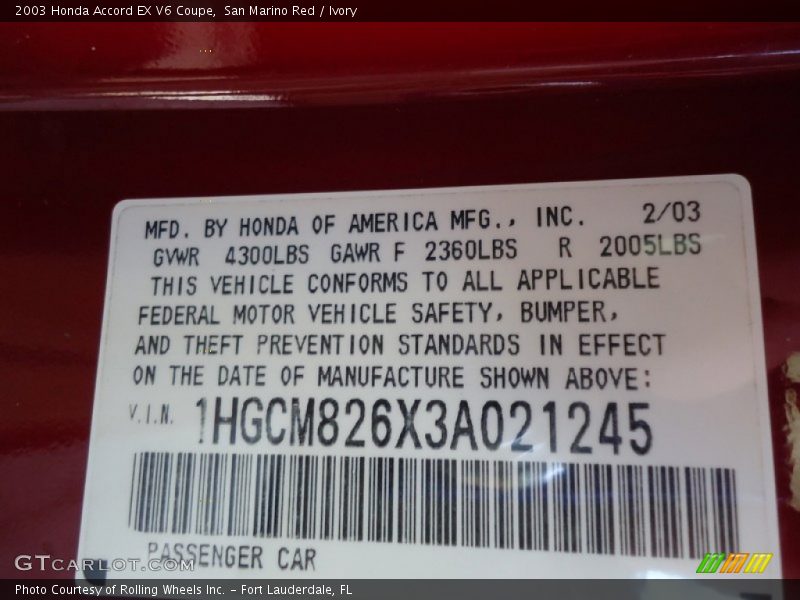 2003 Honda Accord EX V6 Coupe,  San Marino Red / Ivory
MFD. BY HONDA OF AMERICA MFG., INC. 2/03
GVWR 4300LBS GAWR F 2360LBS R 2005LBS
THIS VEHICLE CONFORMS TO ALL APPLICABLE
FEDERAL MOTOR VEHICLE SAFETY, BUMPER,
AND THEFT PREVENTION STANDARDS IN EFFECT
ON THE DATE OF MANUFACTURE SHOWN ABOVE:
V.I.N. 1HGCM826X3A021245
PASSENGER CAR
GTCARLOT.COM
Photo Courtesy of Rolling Wheels Inc. – Fort Lauderdale, FL